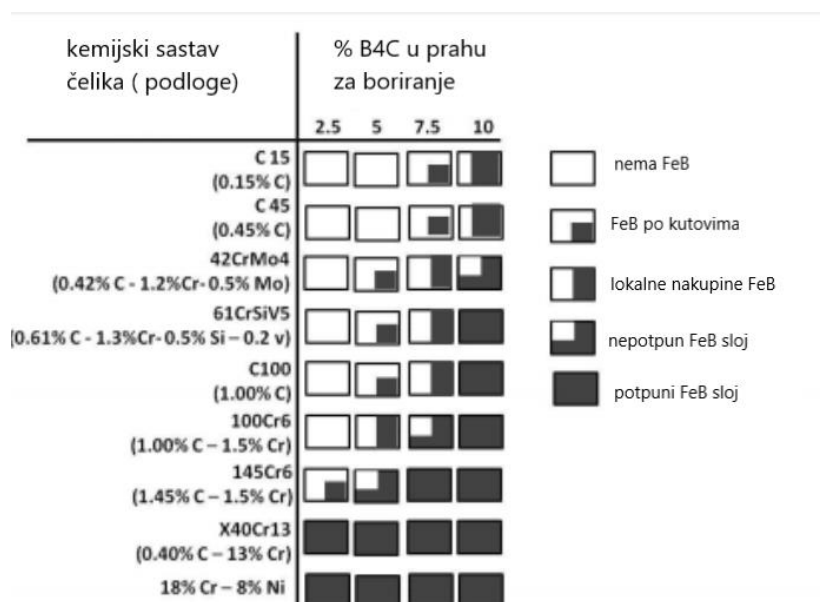 kemijski sastav
čelika ( podloge)
% B4C u prahu
za boriranje
2.5 5 7.5 10
C 15
(0.15% C)
C 45
(0.45% C)
42CrMo4
(0.42% C - 1.2%Cr- 0.5% Mo)
61CrSiV5
(0.61% C - 1.3%Cr- 0.5% Si – 0.2 v)
C100
(1.00% C)
100Cr6
(1.00% C – 1.5% Cr)
145Cr6
(1.45% C – 1.5% Cr)
X40Cr13
(0.40% C – 13% Cr)
18% Cr – 8% Ni
nema FeB
FeB po kutovima
lokalne nakupine FeB
nepotpun FeB sloj
potpuni FeB sloj